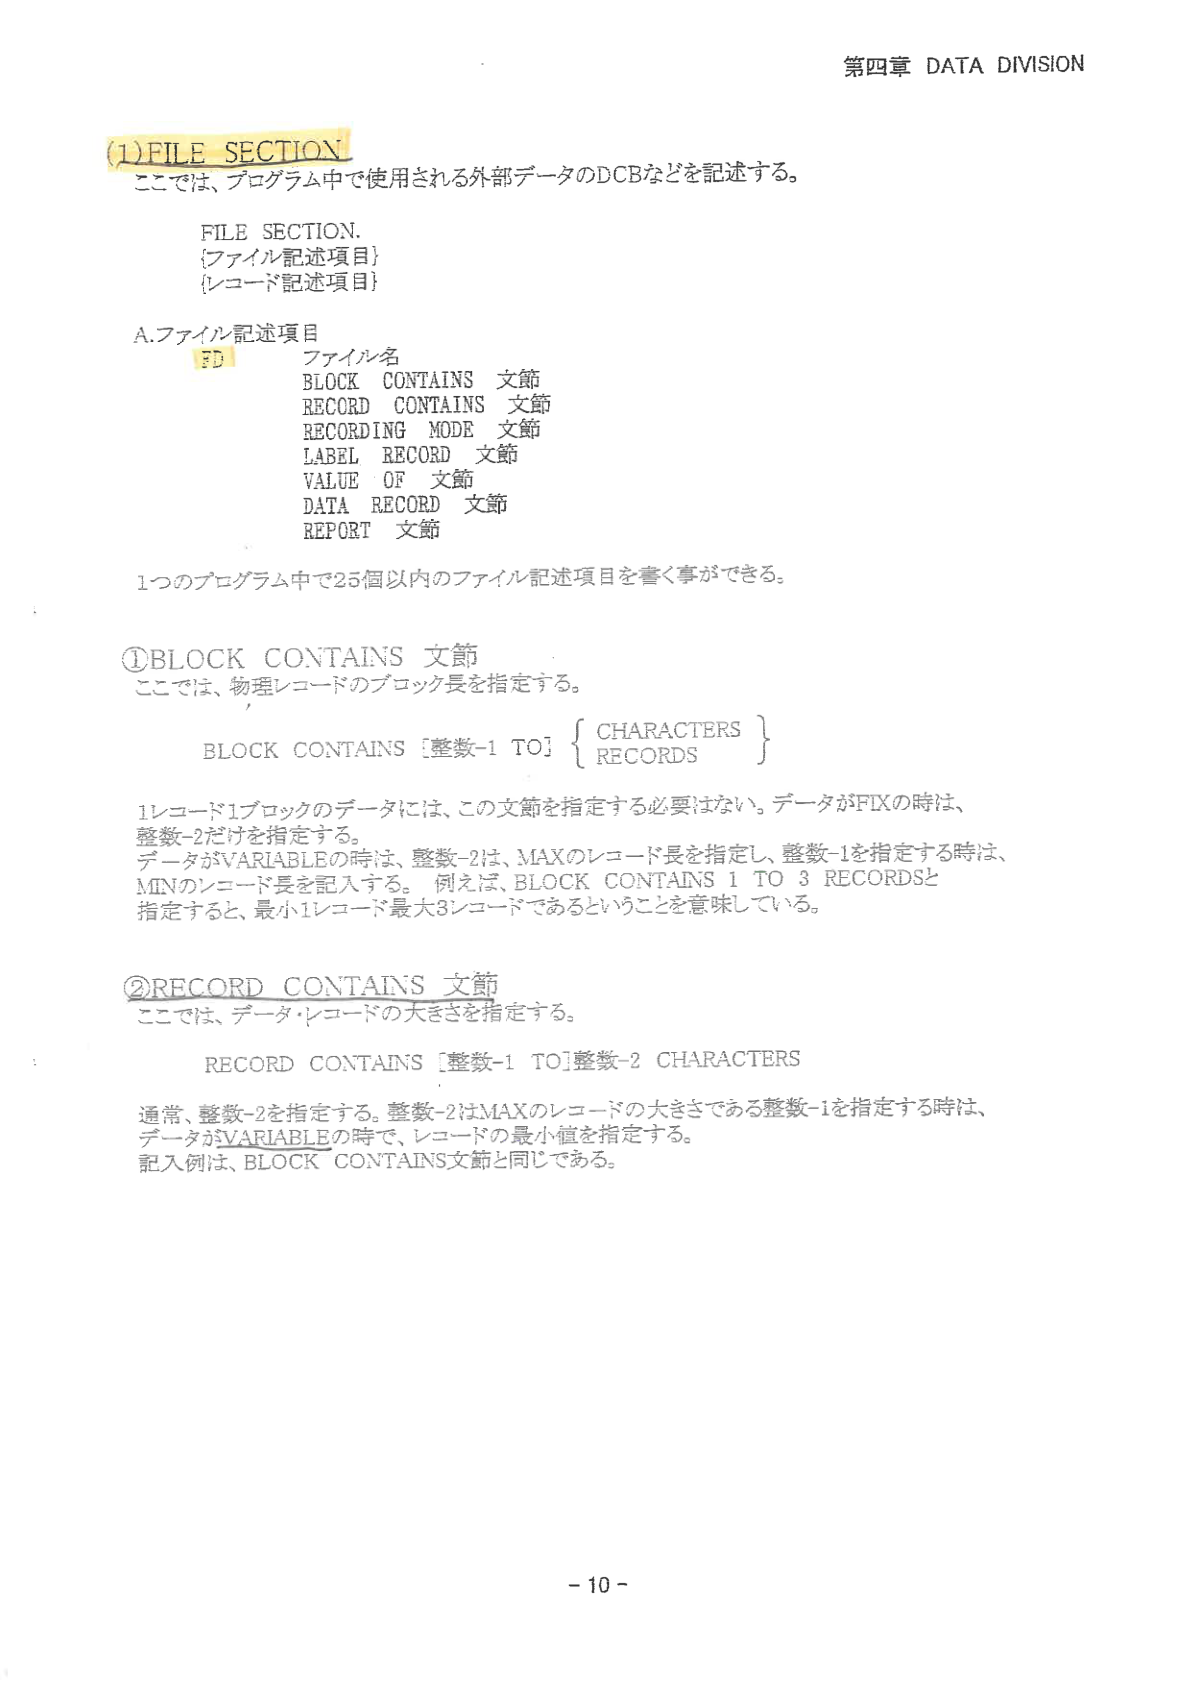 第四章 DATA DIVISION
(1)FILE SECTION
ここでは、プログラム中で使用される外部データのDCBなどを記述する。
FILE SECTION.
{ファイル記述項目}
{レコード記述項目}
A.ファイル記述項目
FD ファイル名
BLOCK CONTAINS 文節
RECORD CONTAINS 文節
RECORDING MODE 文節
LABEL RECORD 文節
VALUE OF 文節
DATA RECORD 文節
REPORT 文節
1つのプログラム中で25個以内のファイル記述項目を書く事ができる。
①BLOCK CONTAINS 文節
ここでは、物理レコードのブロック長を指定する。
BLOCK CONTAINS [整数-1 TO] { CHARACTERS }
{ RECORDS }
1レコード1ブロックのデータには、この文節を指定する必要はない。データがFIXの時は、
整数-2だけを指定する。
データがVARIABLEの時は、整数-2は、MAXのレコード長を指定し、整数-1を指定する時は、
MINのレコード長を記入する。 例えば、BLOCK CONTAINS 1 TO 3 RECORDSと
指定すると、最小1レコード最大3レコードであるということを意味している。
②RECORD CONTAINS 文節
ここでは、データ・レコードの大きさを指定する。
RECORD CONTAINS [整数-1 TO]整数-2 CHARACTERS
通常、整数-2を指定する。整数-2はMAXのレコードの大きさである整数-1を指定する時は、
データがVARIABLEの時で、レコードの最小値を指定する。
記入例は、BLOCK CONTAINS文節と同じである。
- 10 -